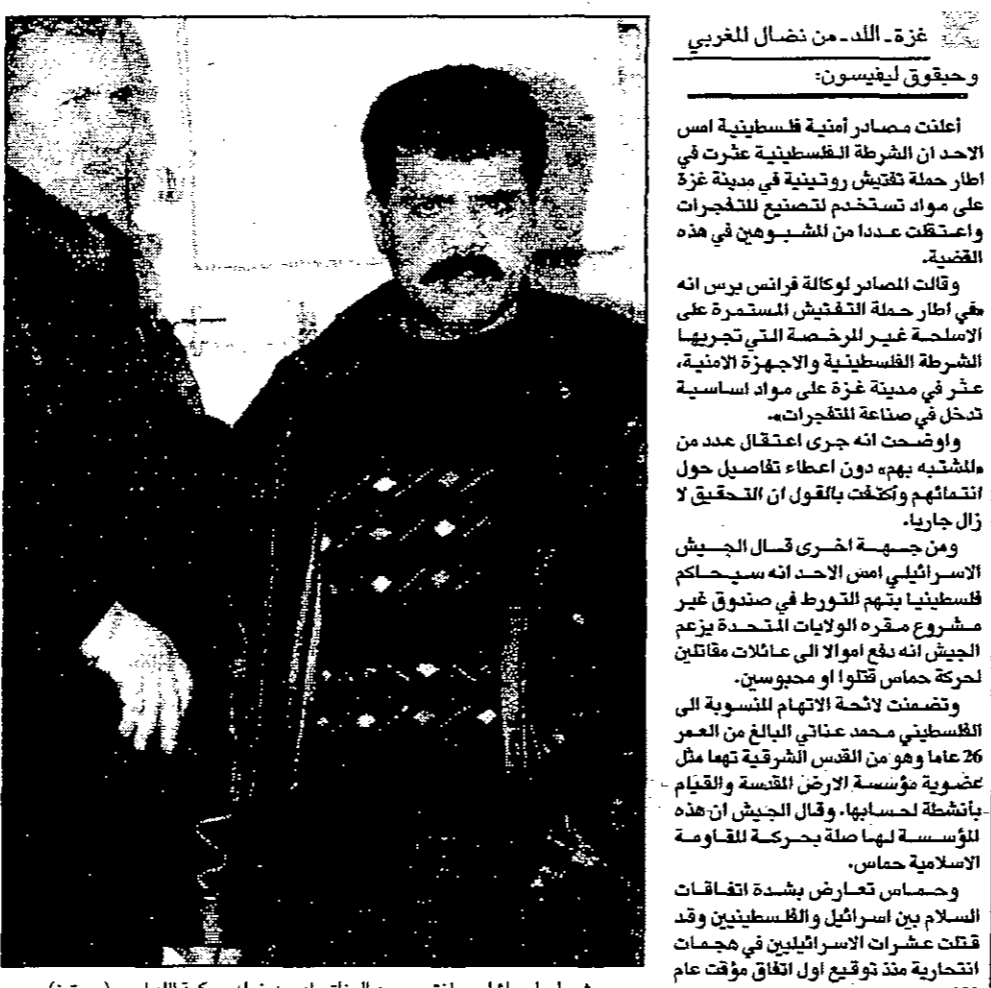 غزة ـ اللد ـ من نضال المغربي
وحبقوق ليفيسون:
أعلنت مصادر أمنية فلسطينية امس
الاحد ان الشرطة الفلسطينية عثرت في
اطار حملة تفتيش روتينية في مدينة غزة
على مواد تستخدم لتصنيع المتفجرات
واعتقلت عددا من المشبوهين في هذه
القضية.
وقالت المصادر لوكالة فرانس برس انه
«في اطار حملة التفتيش المستمرة على
الاسلحة غير المرخصة التي تجريها
الشرطة الفلسطينية والاجهزة الامنية،
عثر في مدينة غزة على مواد اساسية
تدخل في صناعة المتفجرات».
واوضحت انه جرى اعتقال عدد من
«المشتبه بهم» دون اعطاء تفاصيل حول
انتمائهم واكتفت بالقول ان التحقيق لا
زال جاريا.
ومن جهة اخرى قال الجيش
الاسرائيلي امس الاحد انه سيحاكم
فلسطينيا بتهم التورط في صندوق غير
مشروع مقره الولايات المتحدة يزعم
الجيش انه دفع اموالا الى عائلات مقاتلين
لحركة حماس قتلوا او محبوسين.
وتضمنت لائحة الاتهام المنسوبة الى
الفلسطيني محمد عناتي البالغ من العمر
26 عاما وهو من القدس الشرقية تهما مثل
عضوية مؤسسة الارض المقدسة والقيام
بأنشطة لحسابها. وقال الجيش ان هذه
المؤسسة لها صلة بحركة المقاومة
الاسلامية حماس.
وحماس تعارض بشدة اتفاقات
السلام بين اسرائيل والفلسطينيين وقد
قتلت عشرات الاسرائيليين في هجمات
انتحارية منذ توقيع اول اتفاق مؤقت عام